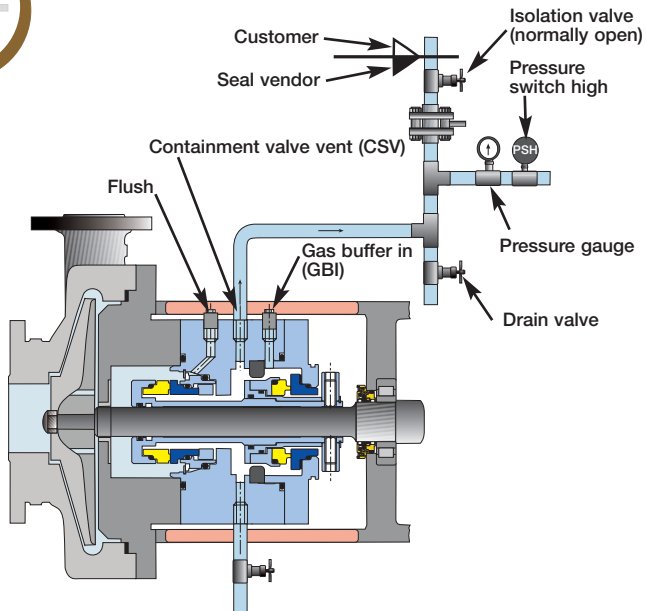 Isolation valve
(normally open)
Customer
Seal vendor
Pressure
switch high
Containment valve vent (CSV)
PSH
Flush
Gas buffer in
(GBI)
Pressure gauge
Drain valve